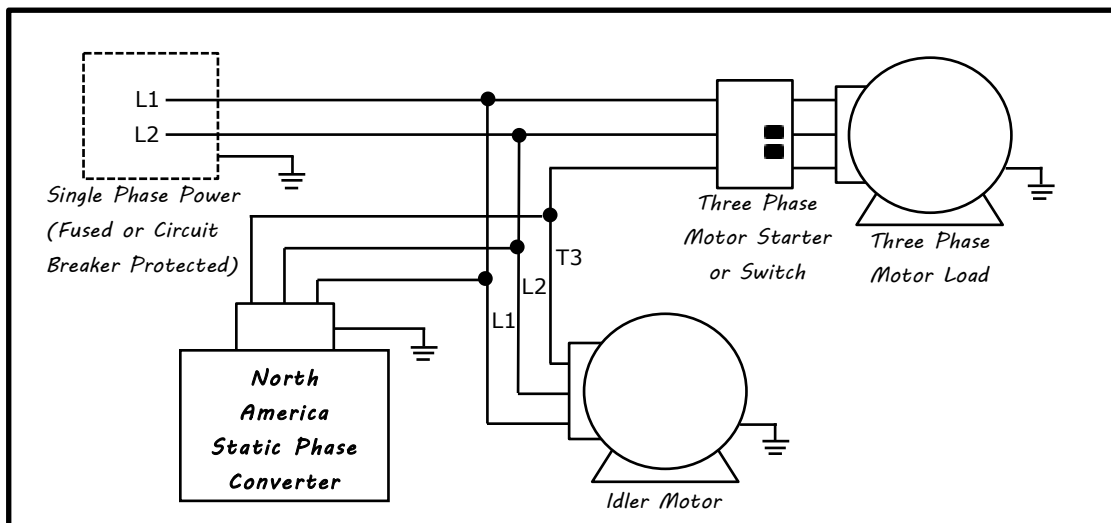 L1
L2
Single Phase Power
(Fused or Circuit
Breaker Protected)
Three Phase
Motor Starter
or Switch
Three Phase
Motor Load
T3
L2
L1
North
America
Static Phase
Converter
Idler Motor